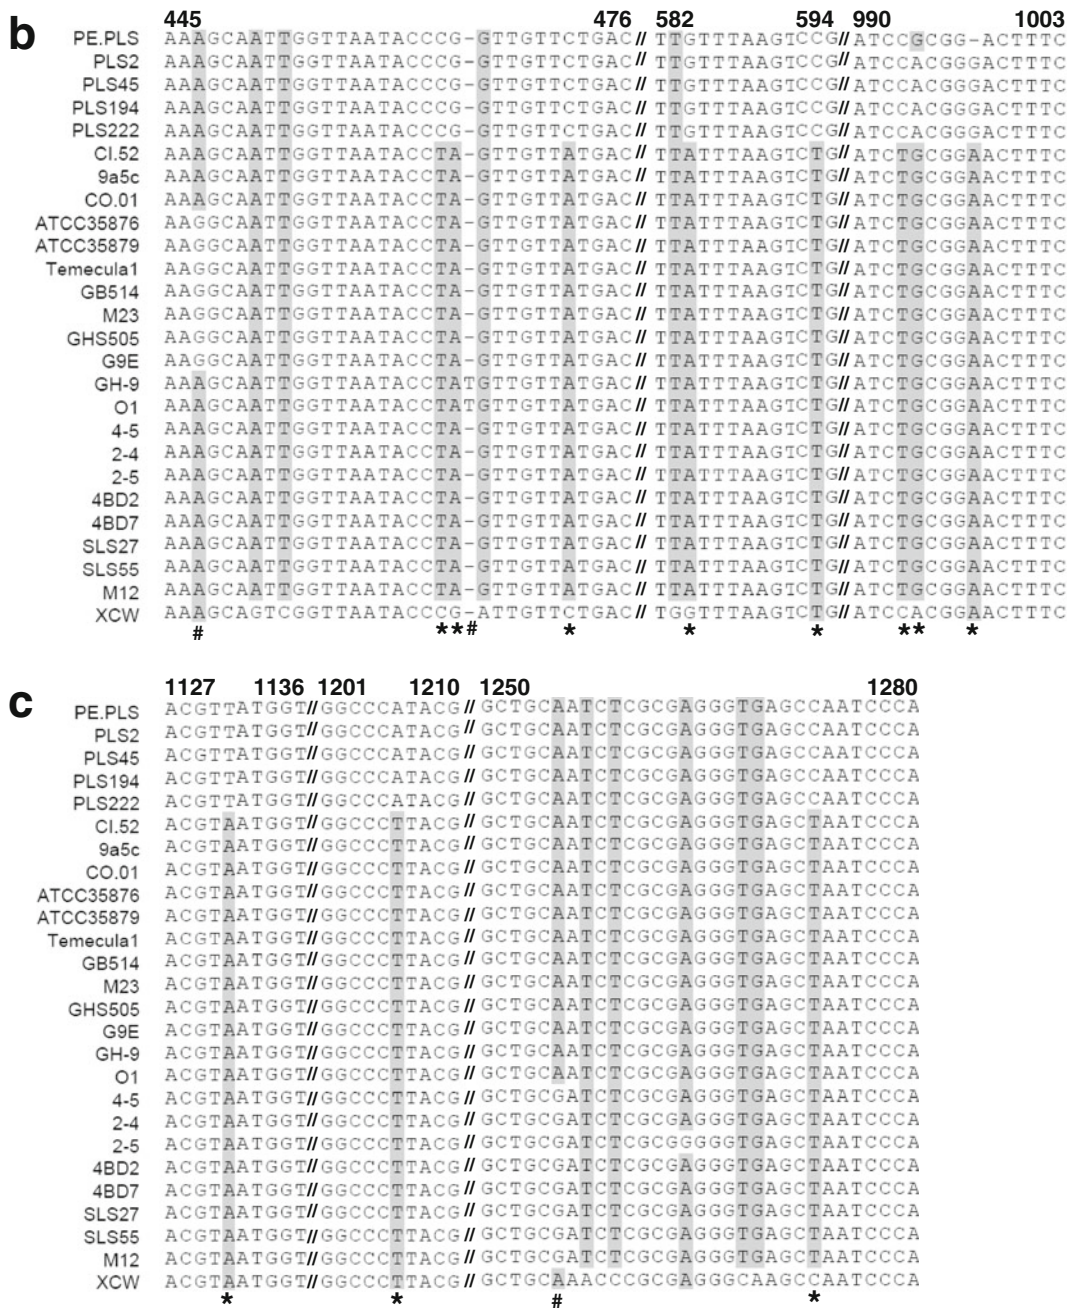 b
445 476 582 594 990 1003
PE.PLS AAAGCAATTGGTTAATACCCG-GTTGTTCTGAC // TTGTTTAAGTCCG // ATCCGCGG-ACTTTC
PLS2 AAAGCAATTGGTTAATACCCG-GTTGTTCTGAC // TTGTTTAAGTCCG // ATCCACGGGACTTTC
PLS45 AAAGCAATTGGTTAATACCCG-GTTGTTCTGAC // TTGTTTAAGTCCG // ATCCACGGGACTTTC
PLS194 AAAGCAATTGGTTAATACCCG-GTTGTTCTGAC // TTGTTTAAGTCCG // ATCCACGGGACTTTC
PLS222 AAAGCAATTGGTTAATACCCG-GTTGTTCTGAC // TTGTTTAAGTCCG // ATCCACGGGACTTTC
CI.52 AAAGCAATTGGTTAATACCTA-GTTGTTATGAC // TTATTTAAGTCTG // ATCTGCGGAACTTTC
9a5c AAAGCAATTGGTTAATACCTA-GTTGTTATGAC // TTATTTAAGTCTG // ATCTGCGGAACTTTC
CO.01 AAAGCAATTGGTTAATACCTA-GTTGTTATGAC // TTATTTAAGTCTG // ATCTGCGGAACTTTC
ATCC35876 AAGGCAATTGGTTAATACCTA-GTTGTTATGAC // TTATTTAAGTCTG // ATCTGCGGAACTTTC
ATCC35879 AAGGCAATTGGTTAATACCTA-GTTGTTATGAC // TTATTTAAGTCTG // ATCTGCGGAACTTTC
Temecula1 AAGGCAATTGGTTAATACCTA-GTTGTTATGAC // TTATTTAAGTCTG // ATCTGCGGAACTTTC
GB514 AAGGCAATTGGTTAATACCTA-GTTGTTATGAC // TTATTTAAGTCTG // ATCTGCGGAACTTTC
M23 AAGGCAATTGGTTAATACCTA-GTTGTTATGAC // TTATTTAAGTCTG // ATCTGCGGAACTTTC
GHS505 AAGGCAATTGGTTAATACCTA-GTTGTTATGAC // TTATTTAAGTCTG // ATCTGCGGAACTTTC
G9E AAGGCAATTGGTTAATACCTA-GTTGTTATGAC // TTATTTAAGTCTG // ATCTGCGGAACTTTC
GH-9 AAAGCAATTGGTTAATACCTATGTTGTTATGAC // TTATTTAAGTCTG // ATCTGCGGAACTTTC
O1 AAAGCAATTGGTTAATACCTATGTTGTTATGAC // TTATTTAAGTCTG // ATCTGCGGAACTTTC
4-5 AAAGCAATTGGTTAATACCTA-GTTGTTATGAC // TTATTTAAGTCTG // ATCTGCGGAACTTTC
2-4 AAAGCAATTGGTTAATACCTA-GTTGTTATGAC // TTATTTAAGTCTG // ATCTGCGGAACTTTC
2-5 AAAGCAATTGGTTAATACCTA-GTTGTTATGAC // TTATTTAAGTCTG // ATCTGCGGAACTTTC
4BD2 AAAGCAATTGGTTAATACCTA-GTTGTTATGAC // TTATTTAAGTCTG // ATCTGCGGAACTTTC
4BD7 AAAGCAATTGGTTAATACCTA-GTTGTTATGAC // TTATTTAAGTCTG // ATCTGCGGAACTTTC
SLS27 AAAGCAATTGGTTAATACCTA-GTTGTTATGAC // TTATTTAAGTCTG // ATCTGCGGAACTTTC
SLS55 AAAGCAATTGGTTAATACCTA-GTTGTTATGAC // TTATTTAAGTCTG // ATCTGCGGAACTTTC
M12 AAAGCAATTGGTTAATACCTA-GTTGTTATGAC // TTATTTAAGTCTG // ATCTGCGGAACTTTC
XCW AAAGCAGTCGGTTAATACCCG-ATTGTTCTGAC // TGGTTTAAGTCTG // ATCCACGGAACTTTC
# **# * * * ** *
c
1127 1136 1201 1210 1250 1280
PE.PLS ACGTTATGGT // GGCCCATACG // GCTGCAATCTCGCGAGGGTGAGCCAATCCCA
PLS2 ACGTTATGGT // GGCCCATACG // GCTGCAATCTCGCGAGGGTGAGCCAATCCCA
PLS45 ACGTTATGGT // GGCCCATACG // GCTGCAATCTCGCGAGGGTGAGCCAATCCCA
PLS194 ACGTTATGGT // GGCCCATACG // GCTGCAATCTCGCGAGGGTGAGCCAATCCCA
PLS222 ACGTTATGGT // GGCCCATACG // GCTGCAATCTCGCGAGGGTGAGCCAATCCCA
CI.52 ACGTAATGGT // GGCCCTTACG // GCTGCAATCTCGCGAGGGTGAGCTAATCCCA
9a5c ACGTAATGGT // GGCCCTTACG // GCTGCAATCTCGCGAGGGTGAGCTAATCCCA
CO.01 ACGTAATGGT // GGCCCTTACG // GCTGCAATCTCGCGAGGGTGAGCTAATCCCA
ATCC35876 ACGTAATGGT // GGCCCTTACG // GCTGCAATCTCGCGAGGGTGAGCTAATCCCA
ATCC35879 ACGTAATGGT // GGCCCTTACG // GCTGCAATCTCGCGAGGGTGAGCTAATCCCA
Temecula1 ACGTAATGGT // GGCCCTTACG // GCTGCAATCTCGCGAGGGTGAGCTAATCCCA
GB514 ACGTAATGGT // GGCCCTTACG // GCTGCAATCTCGCGAGGGTGAGCTAATCCCA
M23 ACGTAATGGT // GGCCCTTACG // GCTGCAATCTCGCGAGGGTGAGCTAATCCCA
GHS505 ACGTAATGGT // GGCCCTTACG // GCTGCAATCTCGCGAGGGTGAGCTAATCCCA
G9E ACGTAATGGT // GGCCCTTACG // GCTGCAATCTCGCGAGGGTGAGCTAATCCCA
GH-9 ACGTAATGGT // GGCCCTTACG // GCTGCAATCTCGCGAGGGTGAGCTAATCCCA
O1 ACGTAATGGT // GGCCCTTACG // GCTGCAATCTCGCGAGGGTGAGCTAATCCCA
4-5 ACGTAATGGT // GGCCCTTACG // GCTGCGATCTCGCGAGGGTGAGCTAATCCCA
2-4 ACGTAATGGT // GGCCCTTACG // GCTGCGATCTCGCGAGGGTGAGCTAATCCCA
2-5 ACGTAATGGT // GGCCCTTACG // GCTGCGATCTCGCGGGGGTGAGCTAATCCCA
4BD2 ACGTAATGGT // GGCCCTTACG // GCTGCGATCTCGCGAGGGTGAGCTAATCCCA
4BD7 ACGTAATGGT // GGCCCTTACG // GCTGCGATCTCGCGAGGGTGAGCTAATCCCA
SLS27 ACGTAATGGT // GGCCCTTACG // GCTGCGATCTCGCGAGGGTGAGCTAATCCCA
SLS55 ACGTAATGGT // GGCCCTTACG // GCTGCGATCTCGCGAGGGTGAGCTAATCCCA
M12 ACGTAATGGT // GGCCCTTACG // GCTGCGATCTCGCGAGGGTGAGCTAATCCCA
XCW ACGTAATGGT // GGCCCTTACG // GCTGCAAACCCGCGAGGGCAAGCCAATCCCA
* * # *